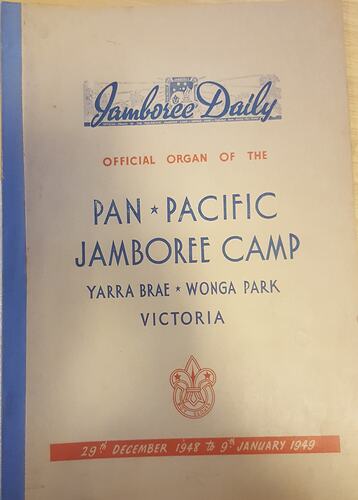 Jamboree Daily
OFFICIAL ORGAN OF THE
PAN ★ PACIFIC
JAMBOREE CAMP
YARRA BRAE ★ WONGA PARK
VICTORIA
29th DECEMBER 1948 to 9th JANUARY 1949